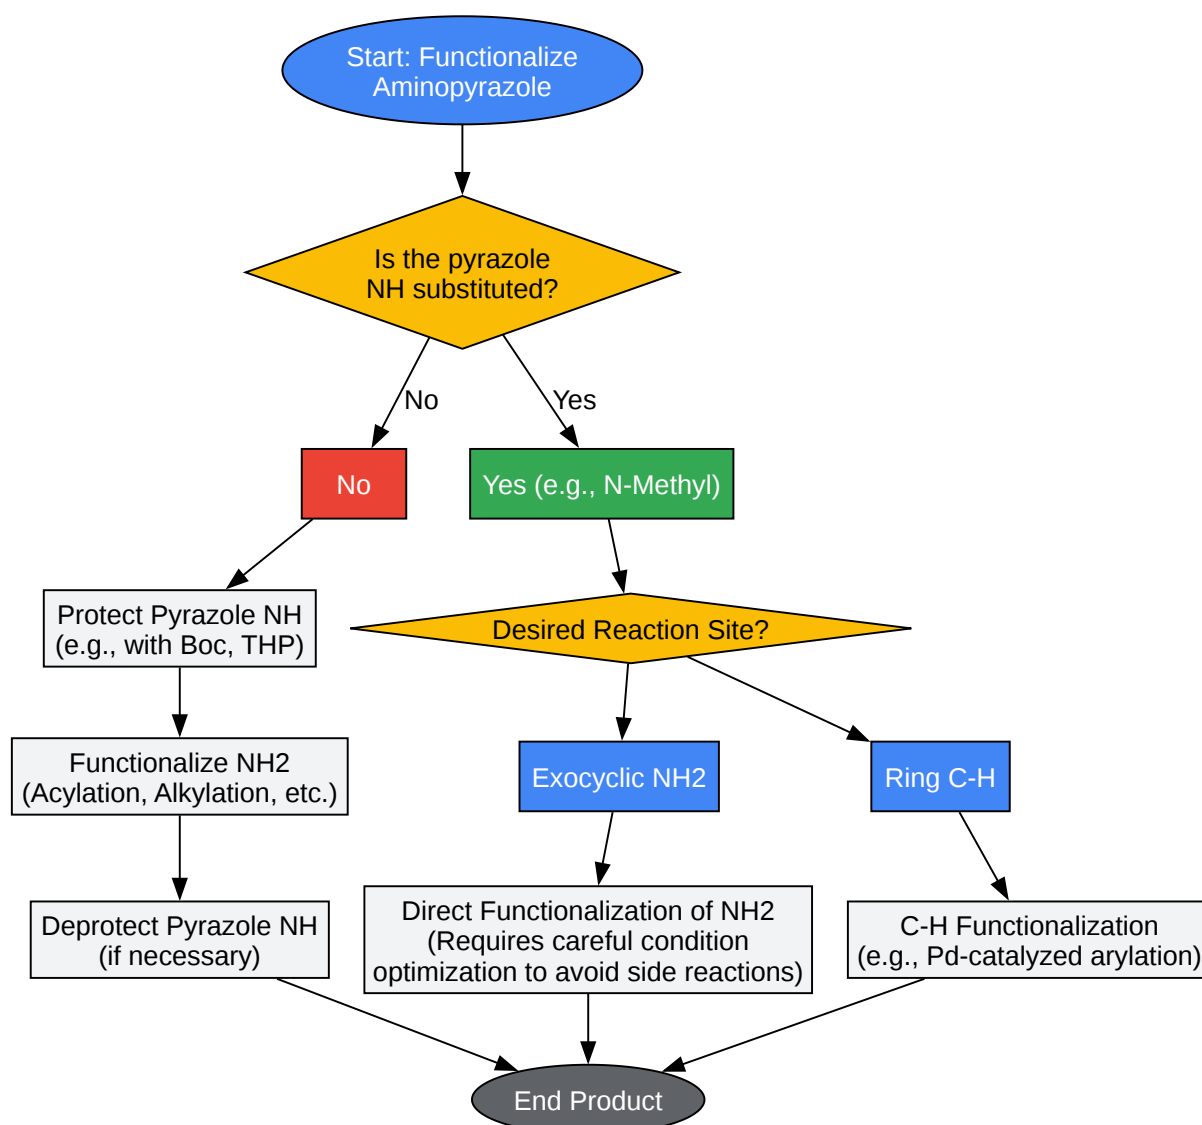 Start: Functionalize
Aminopyrazole
Is the pyrazole
NH substituted?
No
Yes
No
Yes (e.g., N-Methyl)
Protect Pyrazole NH
(e.g., with Boc, THP)
Desired Reaction Site?
Functionalize NH2
(Acylation, Alkylation, etc.)
Exocyclic NH2
Ring C-H
Deprotect Pyrazole NH
(if necessary)
Direct Functionalization of NH2
(Requires careful condition
optimization to avoid side reactions)
C-H Functionalization
(e.g., Pd-catalyzed arylation)
End Product